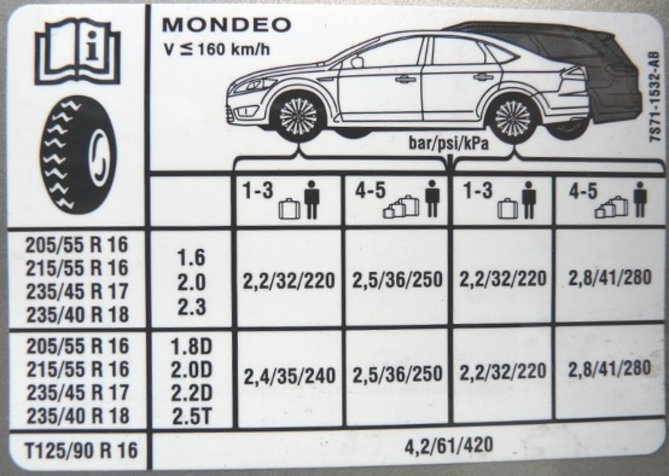 MONDEO
V ≤ 160 km/h
7S71-1532-AB
bar/psi/kPa
1-3 4-5 1-3 4-5
205/55 R 16
215/55 R 16
235/45 R 17
235/40 R 18
1.6
2.0
2.3
2,2/32/220 2,5/36/250 2,2/32/220 2,8/41/280
205/55 R 16
215/55 R 16
235/45 R 17
235/40 R 18
1.8D
2.0D
2.2D
2.5T
2,4/35/240 2,5/36/250 2,2/32/220 2,8/41/280
T125/90 R 16 4,2/61/420